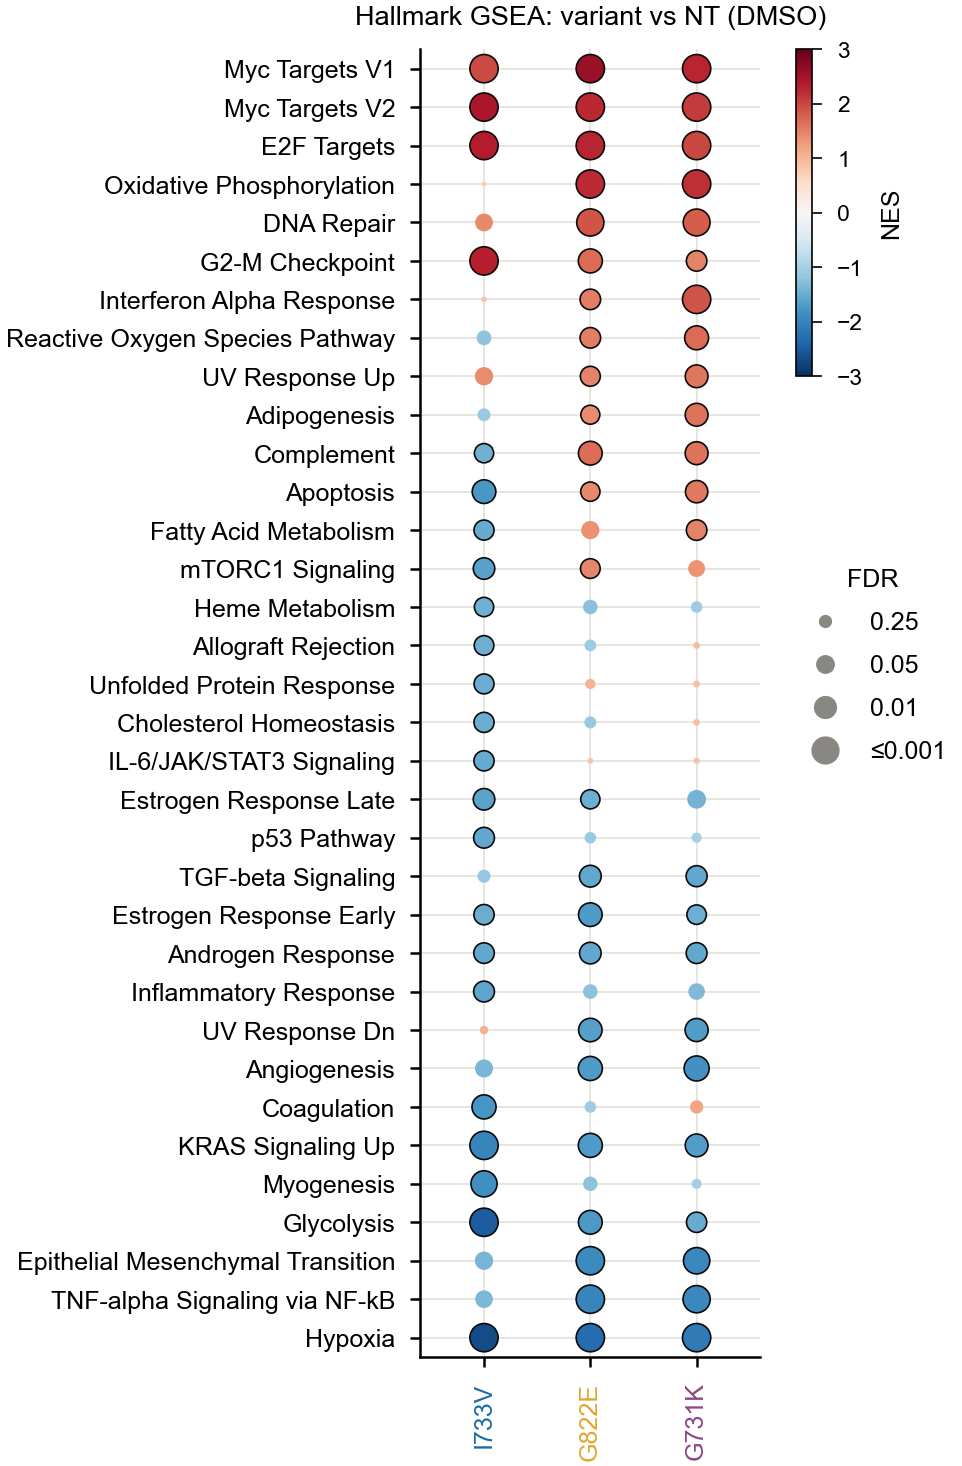 Hallmark GSEA: variant vs NT (DMSO)
Myc Targets V1
Myc Targets V2
E2F Targets
Oxidative Phosphorylation
DNA Repair
G2-M Checkpoint
Interferon Alpha Response
Reactive Oxygen Species Pathway
UV Response Up
Adipogenesis
Complement
Apoptosis
Fatty Acid Metabolism
mTORC1 Signaling
Heme Metabolism
Allograft Rejection
Unfolded Protein Response
Cholesterol Homeostasis
IL-6/JAK/STAT3 Signaling
Estrogen Response Late
p53 Pathway
TGF-beta Signaling
Estrogen Response Early
Androgen Response
Inflammatory Response
UV Response Dn
Angiogenesis
Coagulation
KRAS Signaling Up
Myogenesis
Glycolysis
Epithelial Mesenchymal Transition
TNF-alpha Signaling via NF-kB
Hypoxia
I733V
G822E
G731K
3
2
1
0
−1
−2
−3
NES
FDR
0.25
0.05
0.01
≤0.001